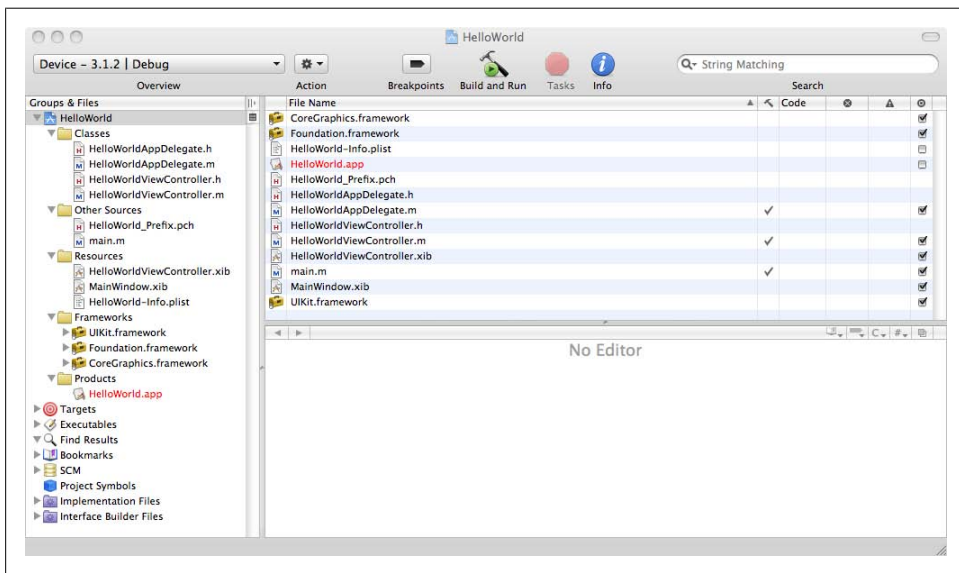 HelloWorld
Device - 3.1.2 | Debug
String Matching
Overview
Action
Breakpoints
Build and Run
Tasks
Info
Search
Groups & Files
HelloWorld
Classes
HelloWorldAppDelegate.h
HelloWorldAppDelegate.m
HelloWorldViewController.h
HelloWorldViewController.m
Other Sources
HelloWorld_Prefix.pch
main.m
Resources
HelloWorldViewController.xib
MainWindow.xib
HelloWorld-Info.plist
Frameworks
UIKit.framework
Foundation.framework
CoreGraphics.framework
Products
HelloWorld.app
Targets
Executables
Find Results
Bookmarks
SCM
Project Symbols
Implementation Files
Interface Builder Files
File Name
Code
CoreGraphics.framework
Foundation.framework
HelloWorld-Info.plist
HelloWorld.app
HelloWorld_Prefix.pch
HelloWorldAppDelegate.h
HelloWorldAppDelegate.m
HelloWorldViewController.h
HelloWorldViewController.m
HelloWorldViewController.xib
main.m
MainWindow.xib
UIKit.framework
C
#
No Editor